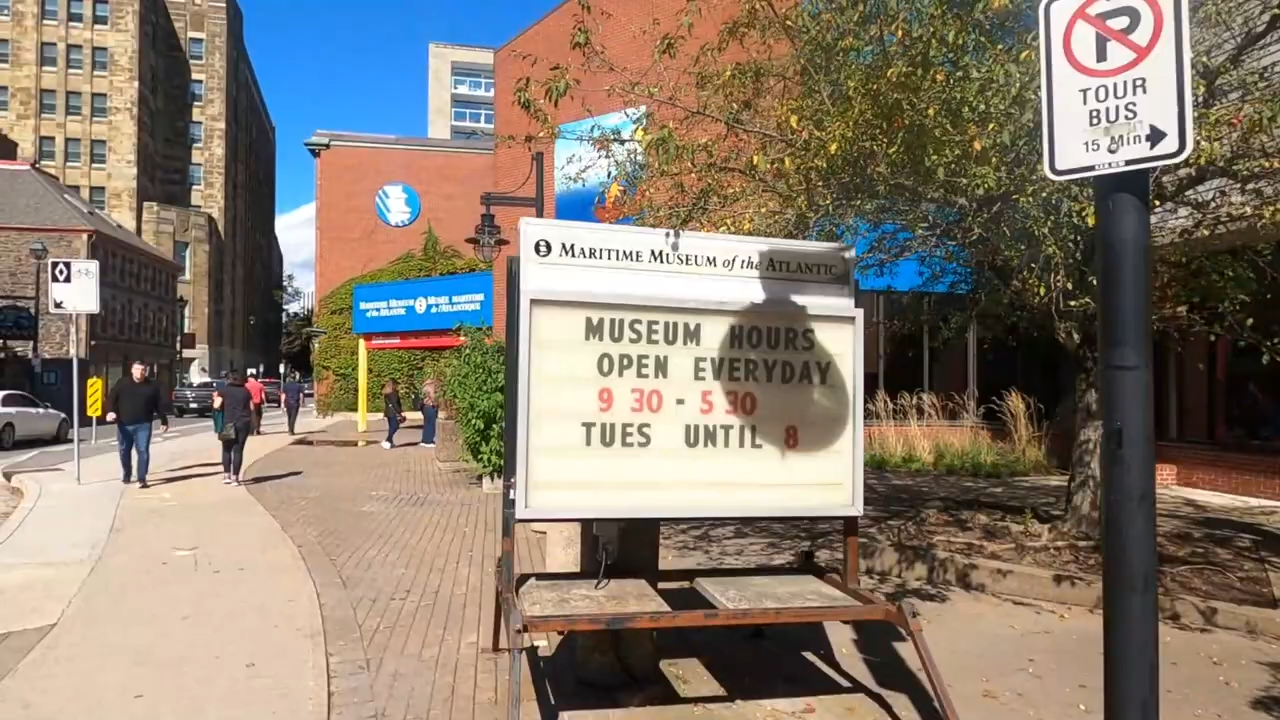 MARITIME MUSEUM of the ATLANTIC
MUSEUM HOURS
OPEN EVERYDAY
9 30 - 5 30
TUES UNTIL 8
MARITIME MUSEUM
of the ATLANTIC
MUSÉE MARITIME
de l'ATLANTIQUE
P
TOUR
BUS
15 Min